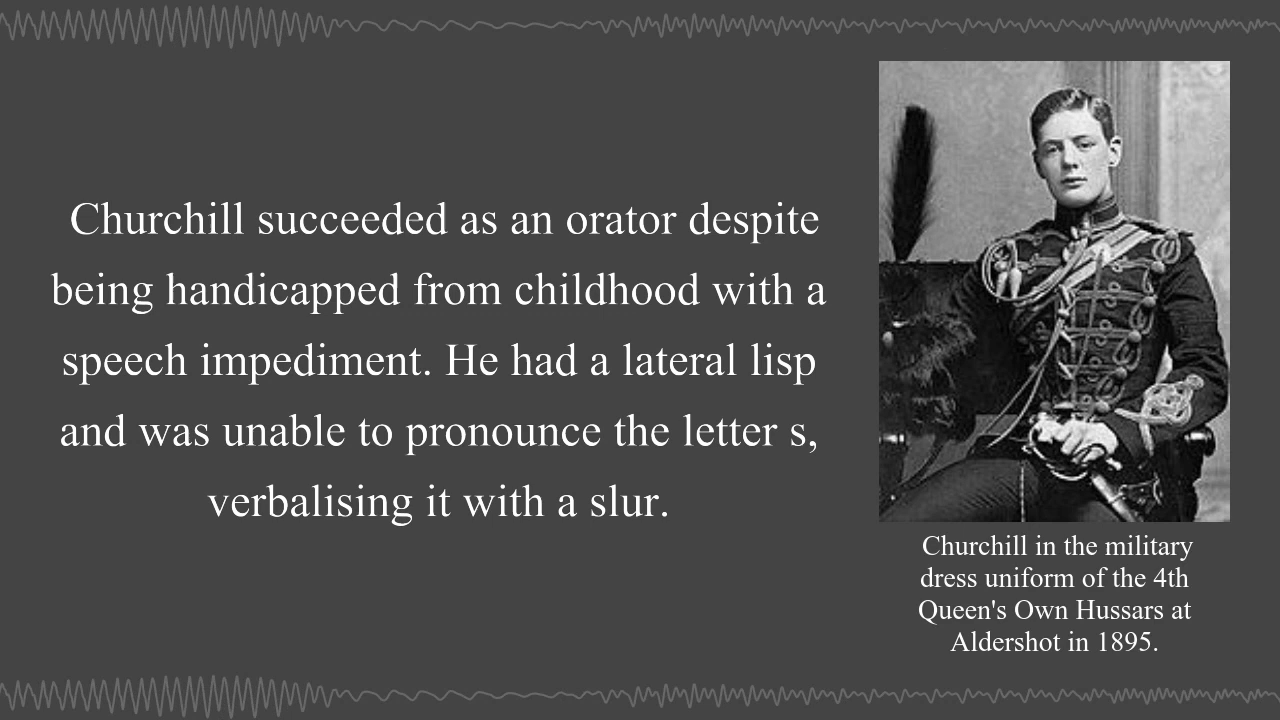 Churchill succeeded as an orator despite
being handicapped from childhood with a
speech impediment. He had a lateral lisp
and was unable to pronounce the letter s,
verbalising it with a slur.
Churchill in the military
dress uniform of the 4th
Queen's Own Hussars at
Aldershot in 1895.